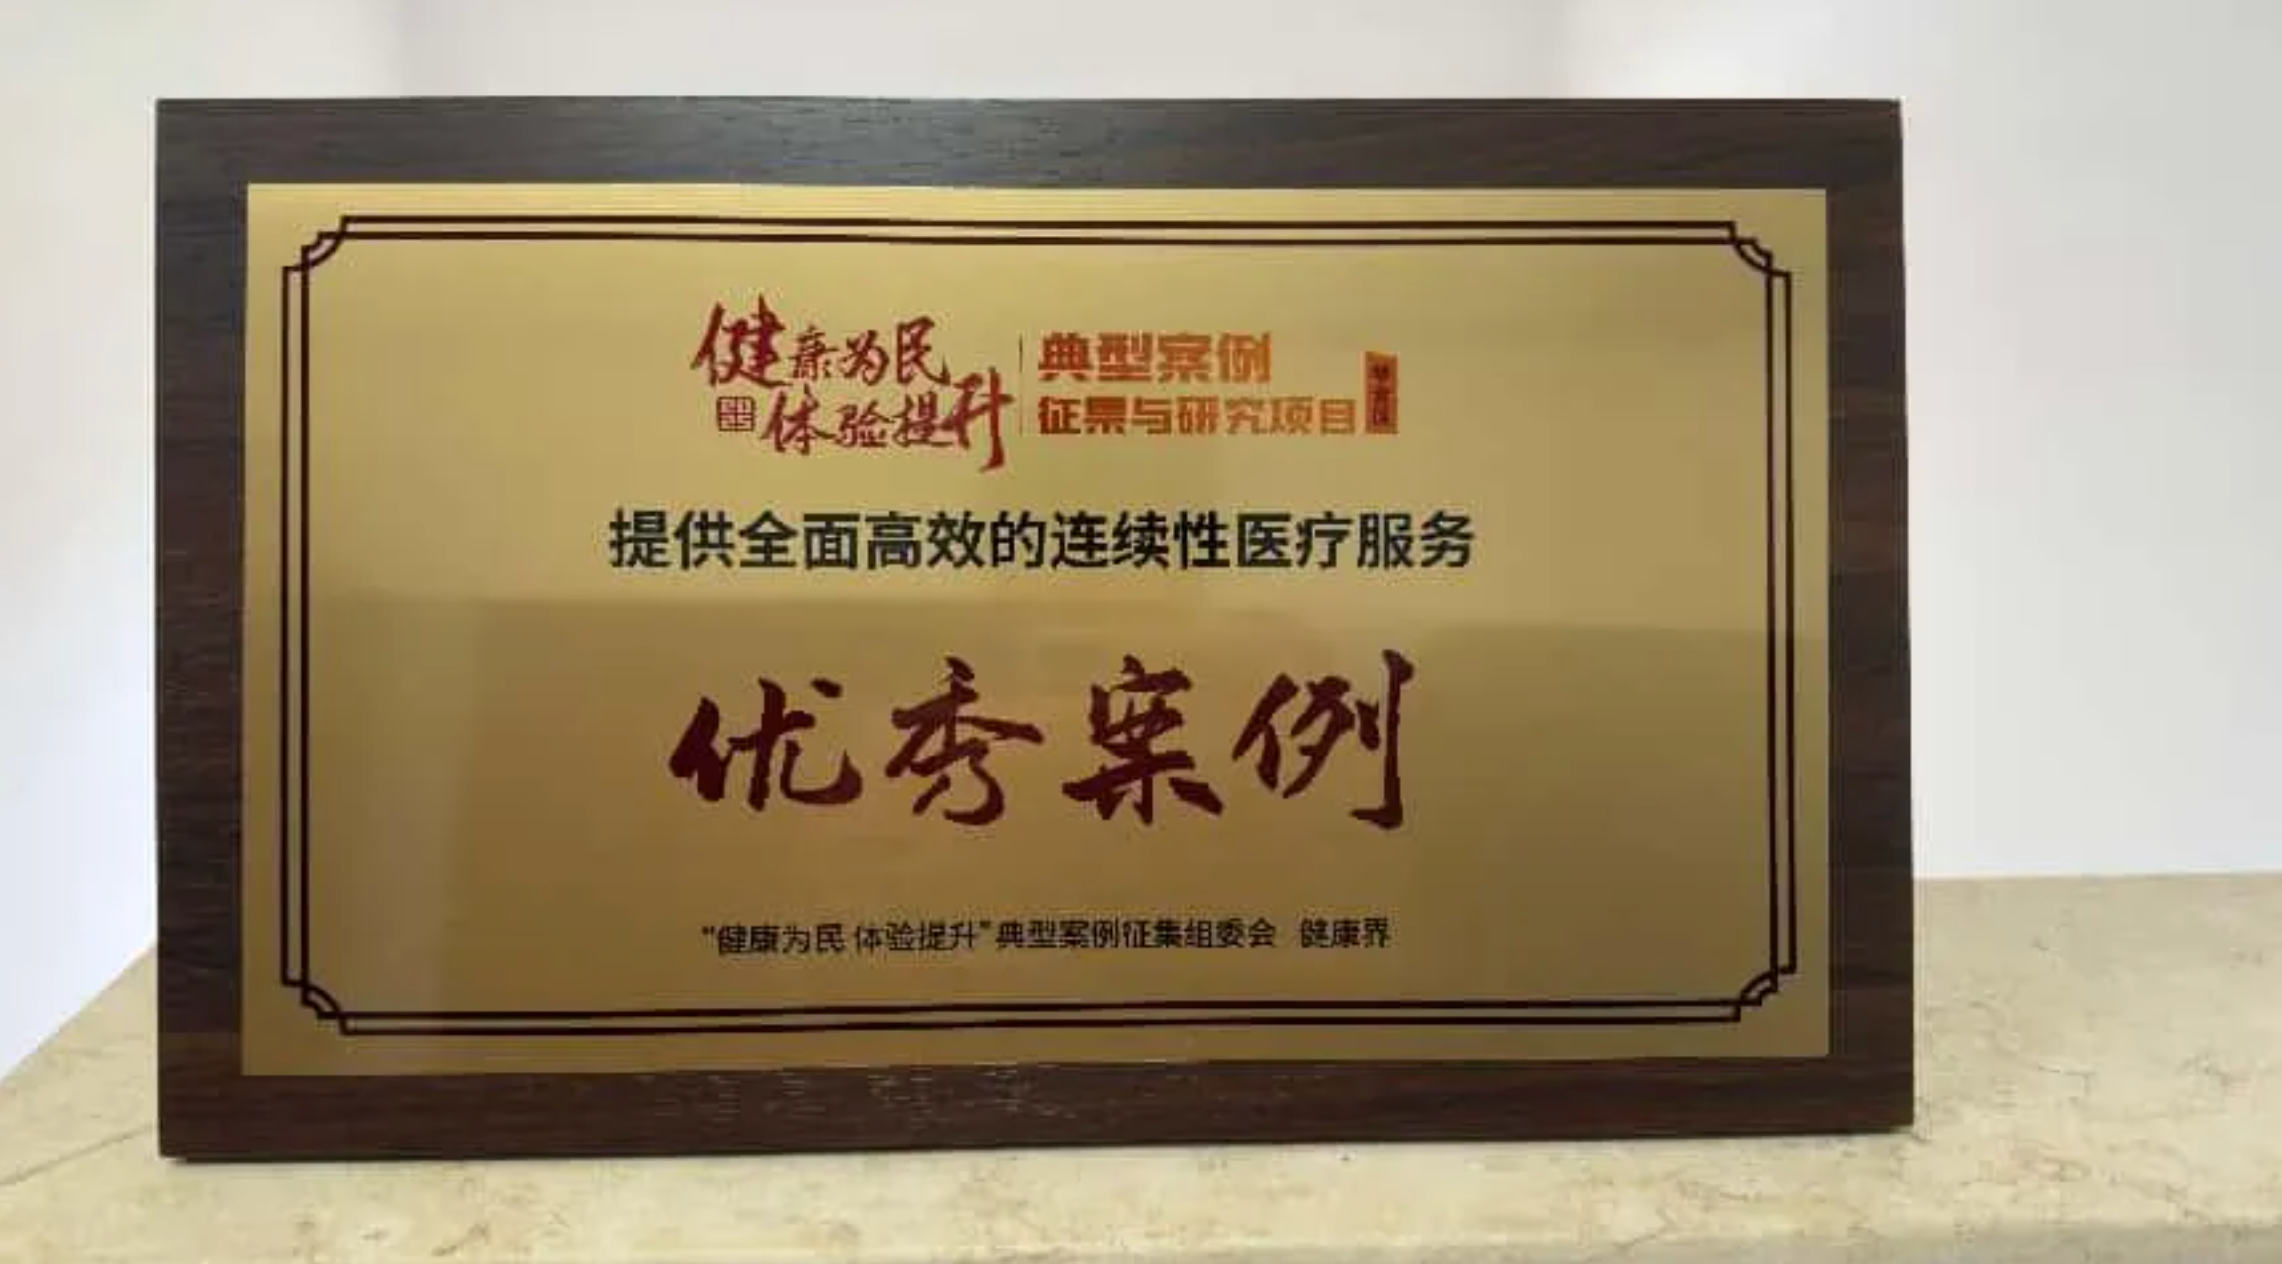 健康为民
体验提升
典型案例
征集与研究项目
提供全面高效的连续性医疗服务
优秀案例
“健康为民 体验提升”典型案例征集组委会 健康界